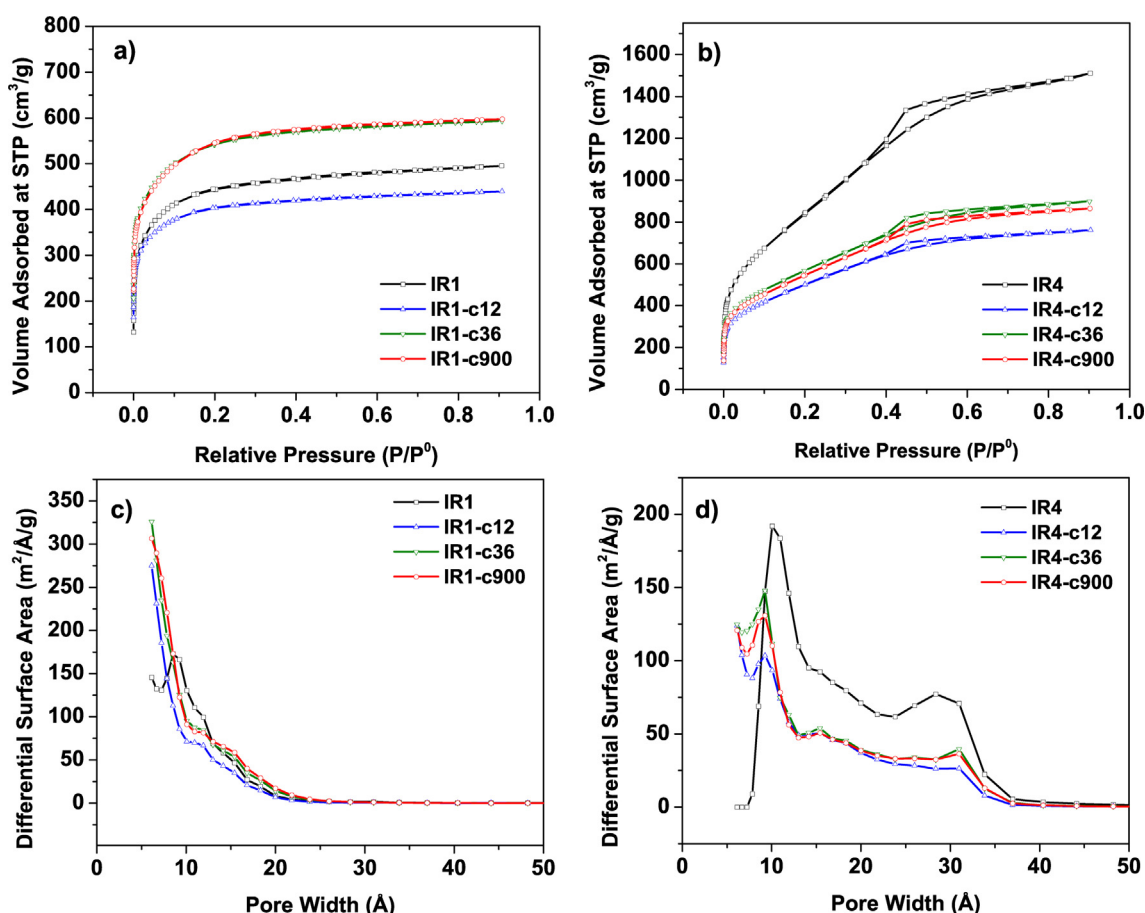 a)
800
700
600
500
400
300
200
100
0
Volume Adsorbed at STP (cm³/g)
IR1
IR1-c12
IR1-c36
IR1-c900
0.0 0.2 0.4 0.6 0.8 1.0
Relative Pressure (P/P⁰)
b)
1600
1400
1200
1000
800
600
400
200
0
Volume Adsorbed at STP (cm³/g)
IR4
IR4-c12
IR4-c36
IR4-c900
0.0 0.2 0.4 0.6 0.8 1.0
Relative Pressure (P/P⁰)
c)
350
300
250
200
150
100
50
0
Differential Surface Area (m²/Å/g)
IR1
IR1-c12
IR1-c36
IR1-c900
0 10 20 30 40 50
Pore Width (Å)
d)
200
150
100
50
0
Differential Surface Area (m²/Å/g)
IR4
IR4-c12
IR4-c36
IR4-c900
0 10 20 30 40 50
Pore Width (Å)